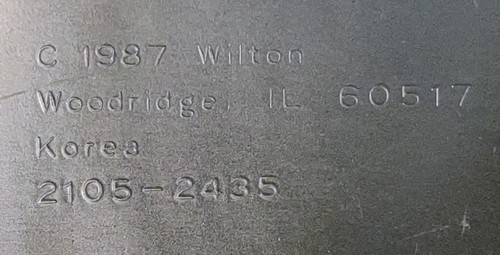 C 1987 Wilton
Woodridge, IL 60517
Korea
2105-2435